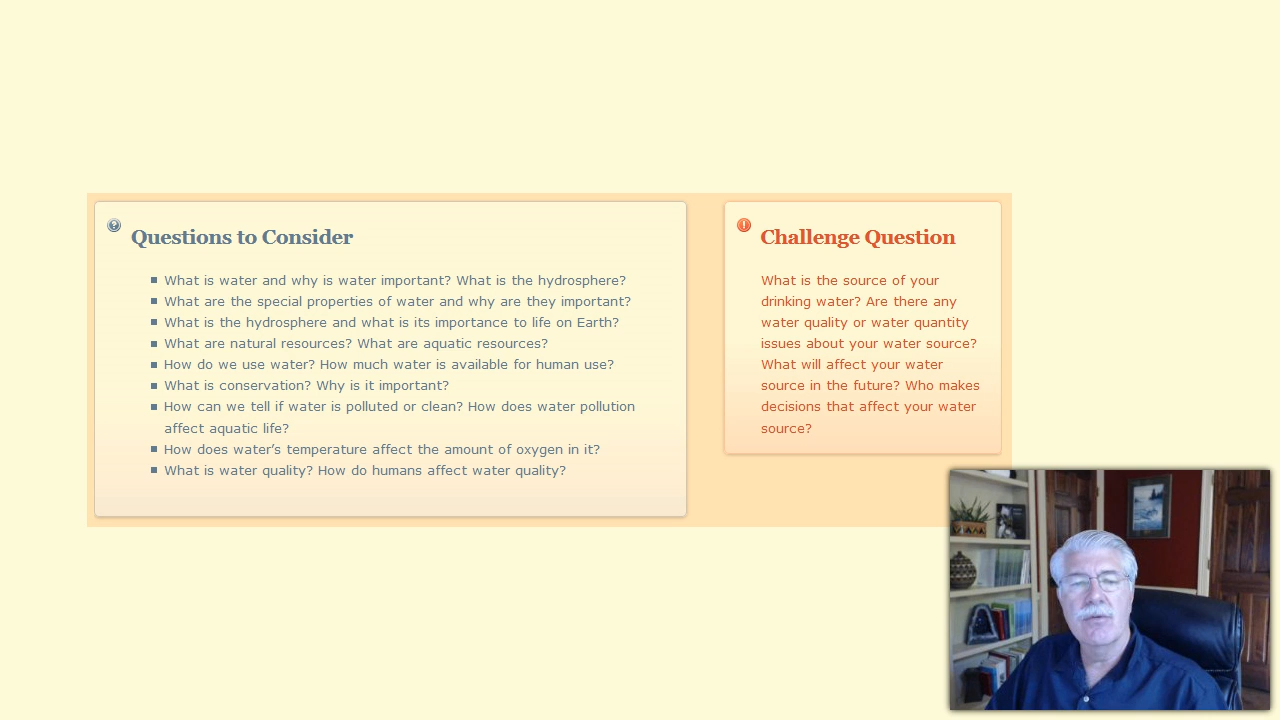 Questions to Consider
What is water and why is water important? What is the hydrosphere?
What are the special properties of water and why are they important?
What is the hydrosphere and what is its importance to life on Earth?
What are natural resources? What are aquatic resources?
How do we use water? How much water is available for human use?
What is conservation? Why is it important?
How can we tell if water is polluted or clean? How does water pollution
affect aquatic life?
How does water’s temperature affect the amount of oxygen in it?
What is water quality? How do humans affect water quality?
Challenge Question
What is the source of your
drinking water? Are there any
water quality or water quantity
issues about your water source?
What will affect your water
source in the future? Who makes
decisions that affect your water
source?